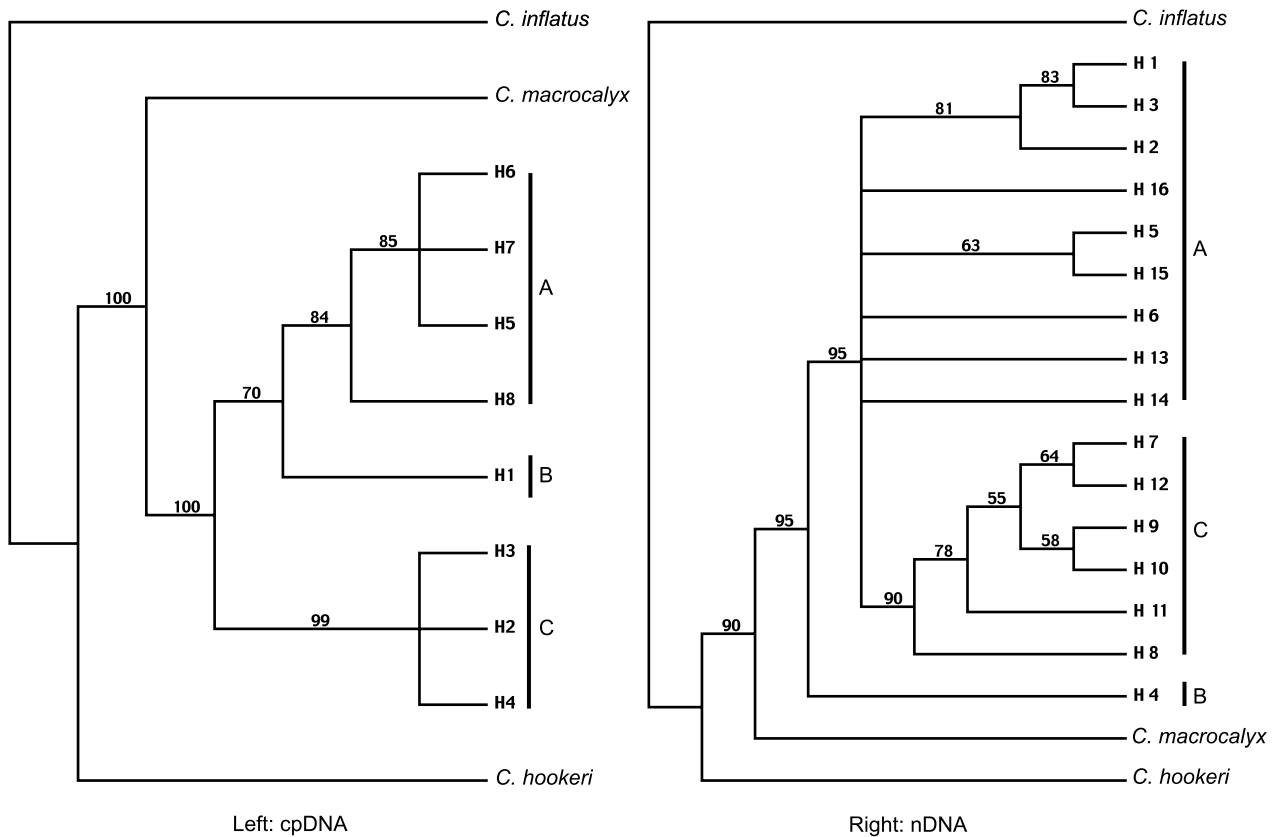 C. inflatus
C. macrocalyx
H6
H7
85
A
H5
84
100
H8
70
H1
B
100
H3
99
H2
C
H4
C. hookeri
Left: cpDNA
C. inflatus
H 1
83
H 3
81
H 2
H 16
H 5
63
A
H 15
H 6
95
H 13
H 14
H 7
64
H 12
55
H 9
C
95
58
H 10
78
90
H 11
90
H 8
H 4
B
C. macrocalyx
C. hookeri
Right: nDNA